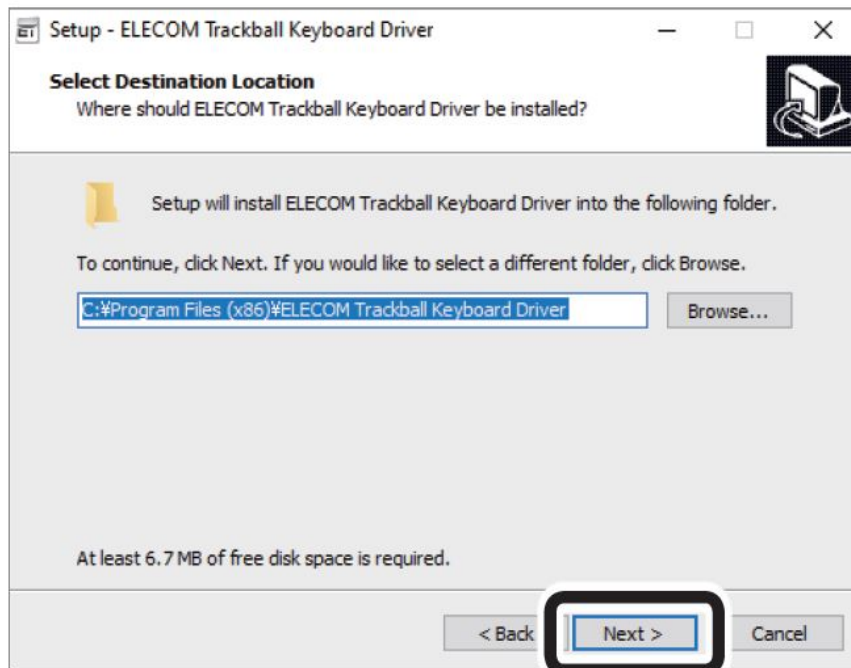 Setup - ELECOM Trackball Keyboard Driver
Select Destination Location
Where should ELECOM Trackball Keyboard Driver be installed?
Setup will install ELECOM Trackball Keyboard Driver into the following folder.
To continue, click Next. If you would like to select a different folder, click Browse.
C:¥Program Files (x86)¥ELECOM Trackball Keyboard Driver
Browse...
At least 6.7 MB of free disk space is required.
< Back Next > Cancel